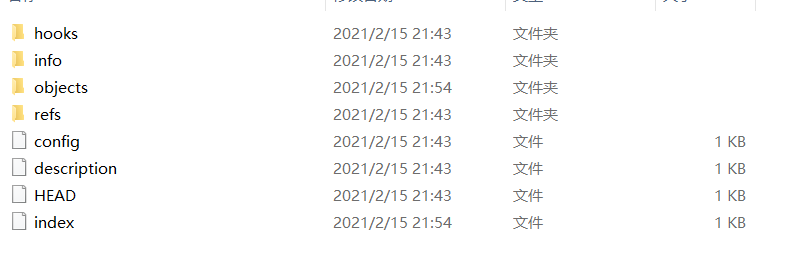 hooks 2021/2/15 21:43 文件夹
info 2021/2/15 21:43 文件夹
objects 2021/2/15 21:54 文件夹
refs 2021/2/15 21:43 文件夹
config 2021/2/15 21:43 文件 1 KB
description 2021/2/15 21:43 文件 1 KB
HEAD 2021/2/15 21:43 文件 1 KB
index 2021/2/15 21:54 文件 1 KB